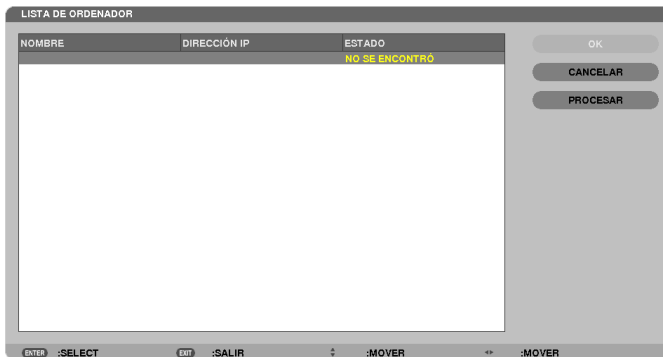 LISTA DE ORDENADOR
NOMBRE DIRECCIÓN IP ESTADO
NO SE ENCONTRÓ
OK
CANCELAR
PROCESAR
ENTER :SELECT EXIT :SALIR :MOVER :MOVER